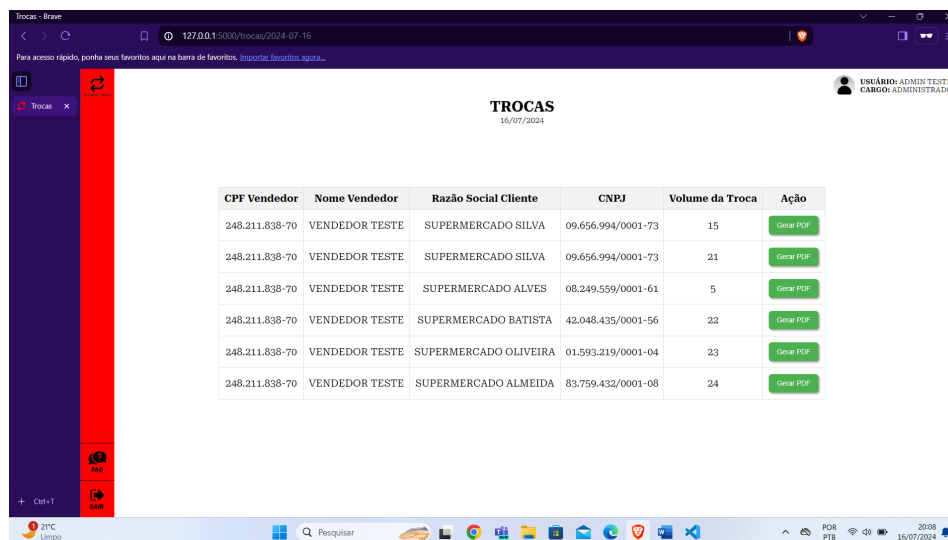 Trocas - Brave
127.0.0.1:5000/trocas/2024-07-16
Para acesso rápido, ponha seus favoritos aqui na barra de favoritos. Importar favoritos agora...
Trocas
USUÁRIO: ADMIN TEST
CARGO: ADMINISTRADO
TROCAS
16/07/2024
CPF Vendedor Nome Vendedor Razão Social Cliente CNPJ Volume da Troca Ação
248.211.838-70 VENDEDOR TESTE SUPERMERCADO SILVA 09.656.994/0001-73 15 Gerar PDF
248.211.838-70 VENDEDOR TESTE SUPERMERCADO SILVA 09.656.994/0001-73 21 Gerar PDF
248.211.838-70 VENDEDOR TESTE SUPERMERCADO ALVES 08.249.559/0001-61 5 Gerar PDF
248.211.838-70 VENDEDOR TESTE SUPERMERCADO BATISTA 42.048.435/0001-56 22 Gerar PDF
248.211.838-70 VENDEDOR TESTE SUPERMERCADO OLIVEIRA 01.593.219/0001-04 23 Gerar PDF
248.211.838-70 VENDEDOR TESTE SUPERMERCADO ALMEIDA 83.759.432/0001-08 24 Gerar PDF
FAQ
+ Ctrl+T
SAIR
1 21°C
Limpo
Pesquisar
POR
PTB
20:08
16/07/2024